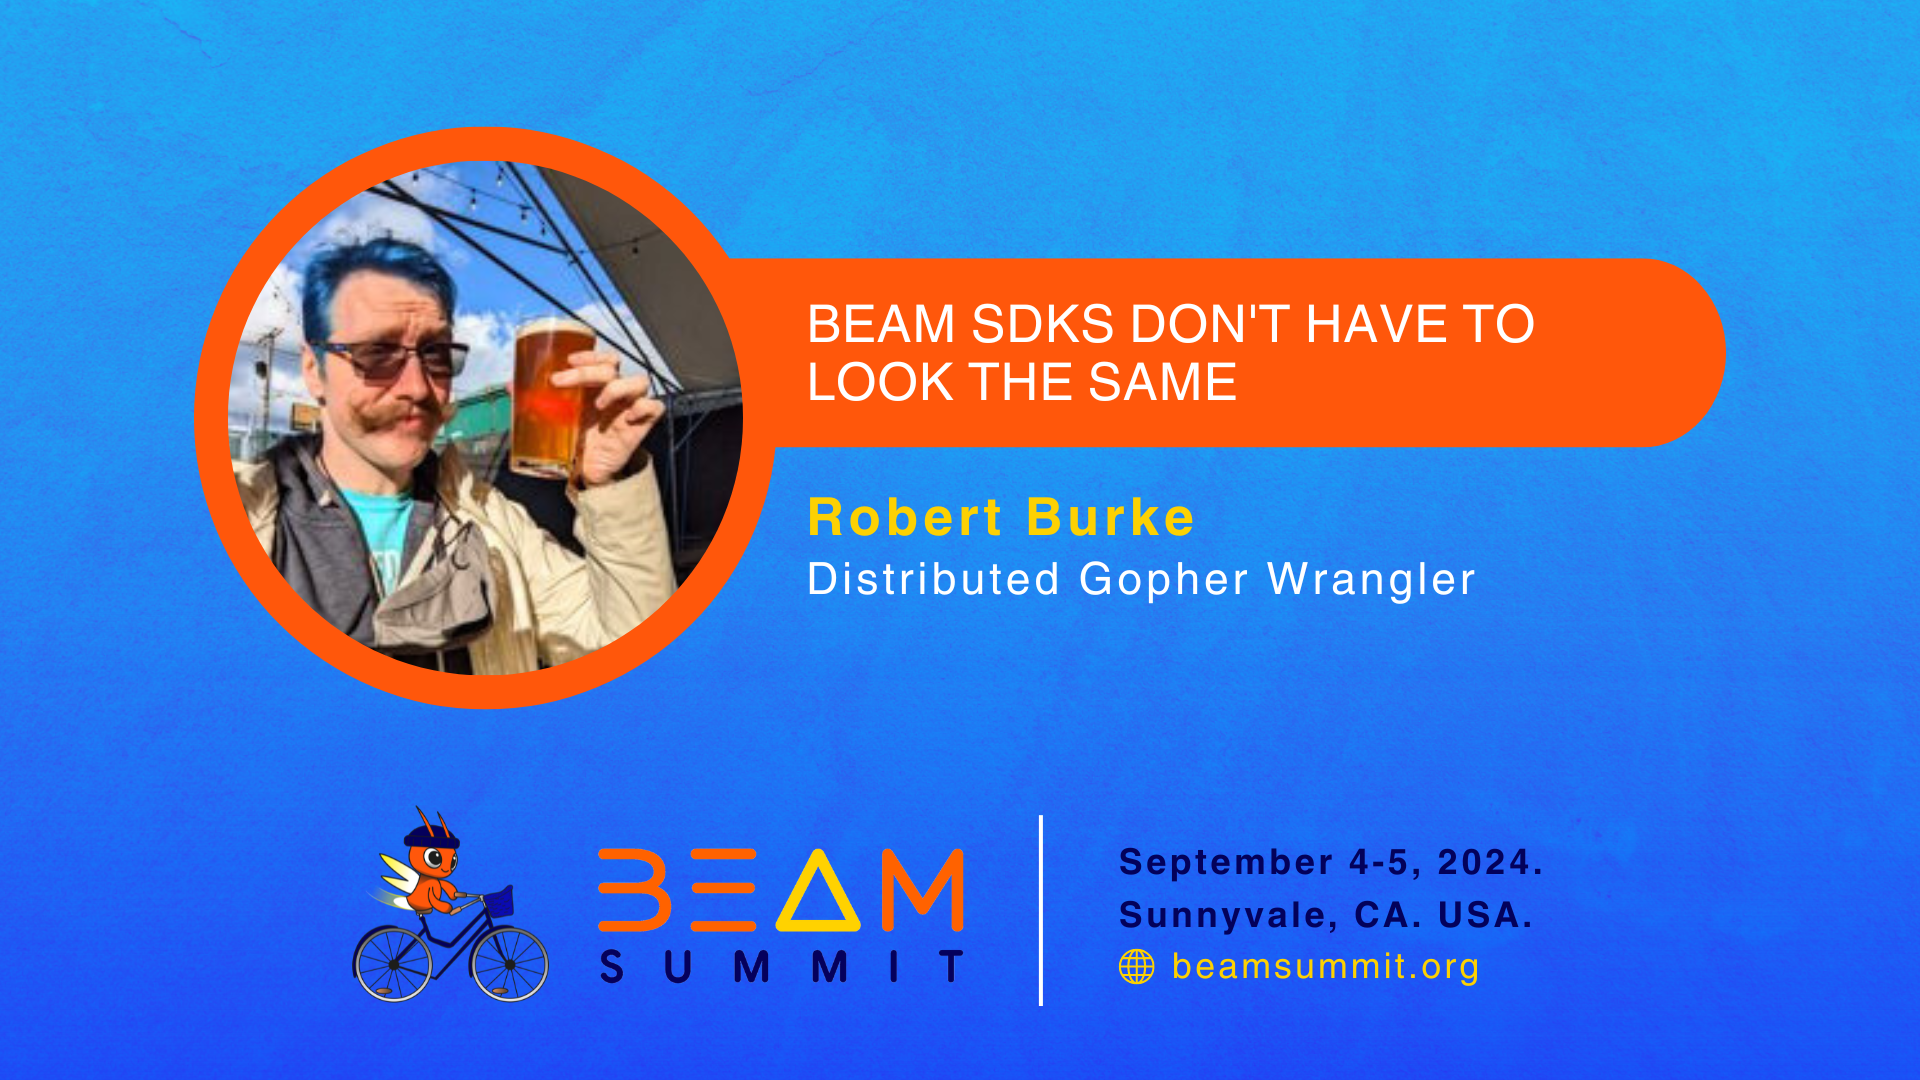 BEAM SDKS DON'T HAVE TO
LOOK THE SAME
Robert Burke
Distributed Gopher Wrangler
BEAM
SUMMIT
September 4-5, 2024.
Sunnyvale, CA. USA.
beamsummit.org